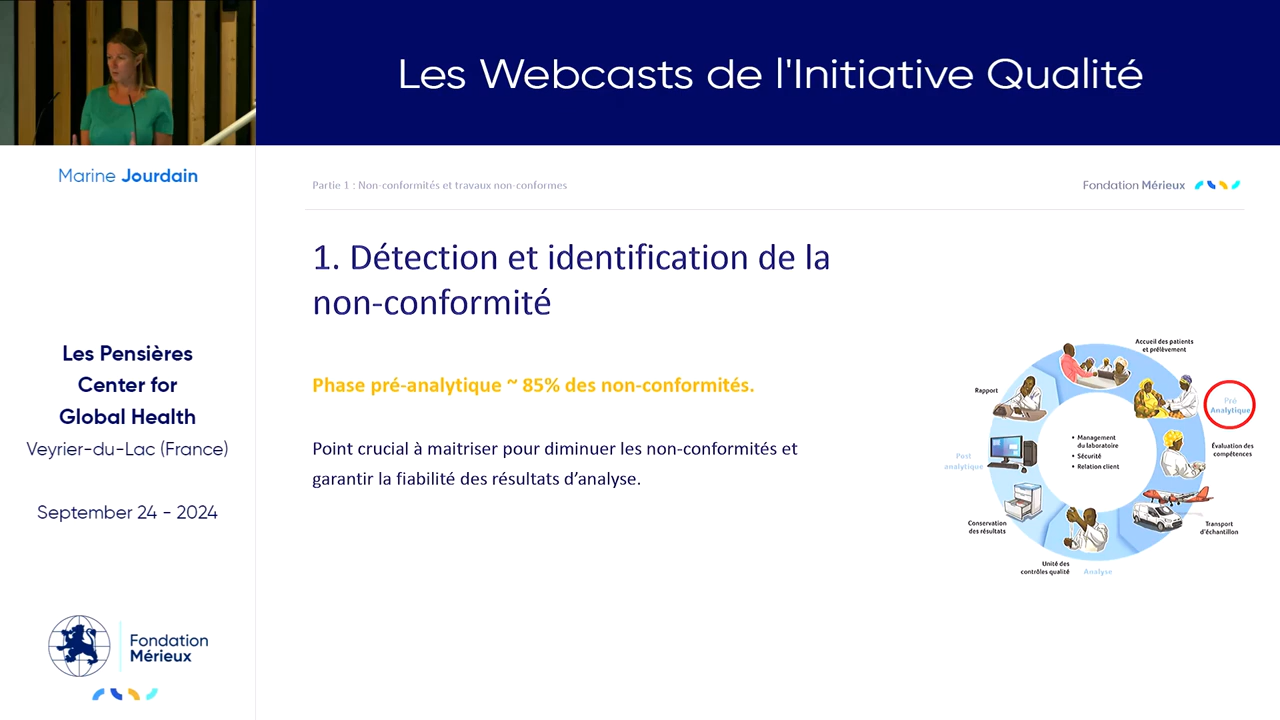 Les Webcasts de l'Initiative Qualité
Marine Jourdain
Les Pensières
Center for
Global Health
Veyrier-du-Lac (France)
September 24 - 2024
Fondation
Mérieux
Partie 1 : Non-conformités et travaux non-conformes
Fondation Mérieux
1. Détection et identification de la
non-conformité
Phase pré-analytique ~ 85% des non-conformités.
Point crucial à maitriser pour diminuer les non-conformités et
garantir la fiabilité des résultats d’analyse.
Accueil des patients
et prélèvement
Pré
Analytique
Évaluation des
compétences
Transport
d'échantillon
Analyse
Unité des
contrôles qualité
Conservation
des résultats
Post
analytique
Rapport
• Management
du laboratoire
• Sécurité
• Relation client